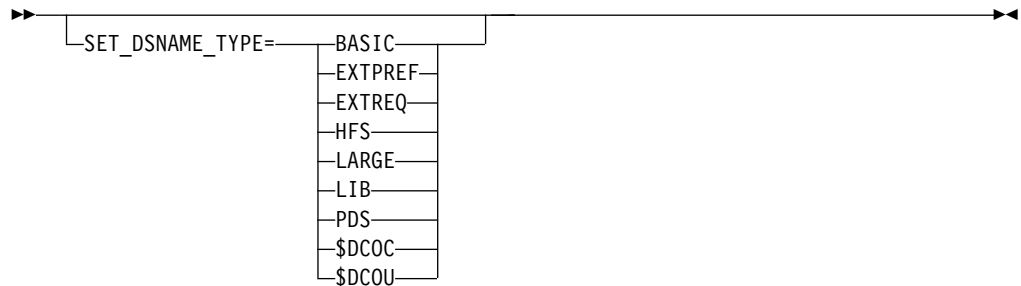 SET_DSNAME_TYPE= BASIC
EXTPREF
EXTREQ
HFS
LARGE
LIB
PDS
$DCOC
$DCOU